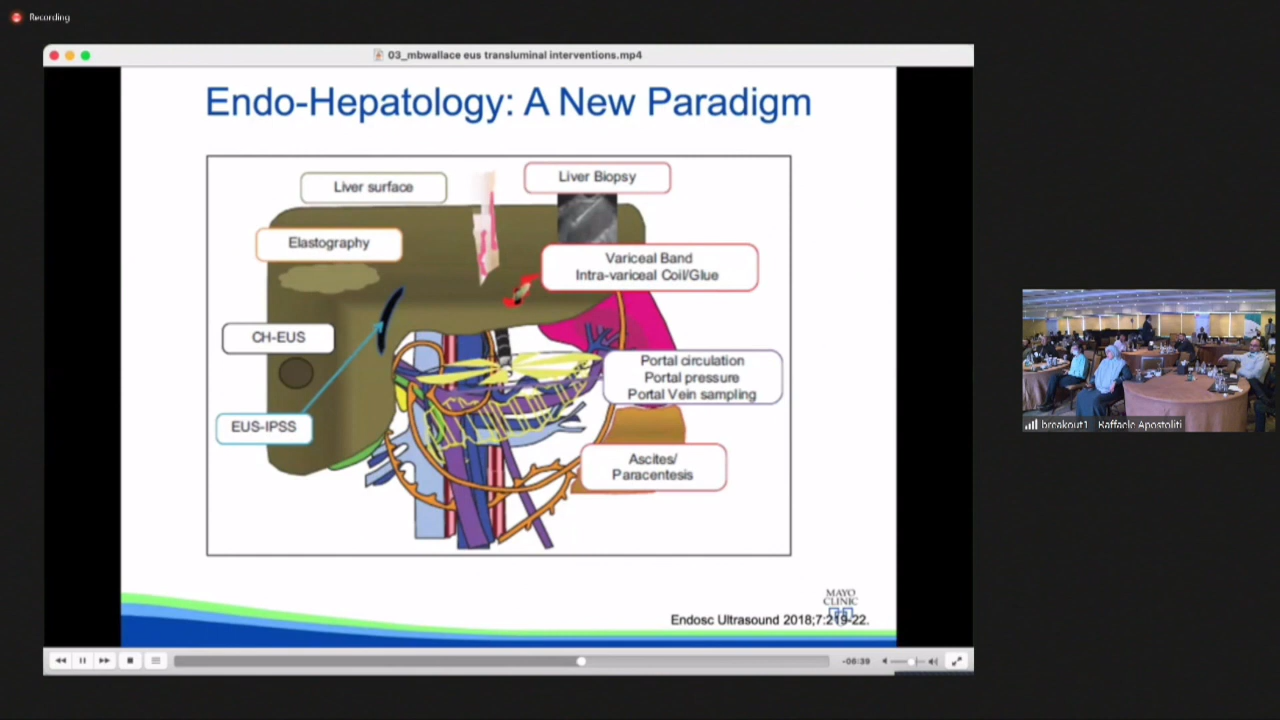 Recording
03_mbwallace eus transluminal interventions.mp4
Endo-Hepatology: A New Paradigm
Liver surface
Liver Biopsy
Elastography
Variceal Band
Intra-variceal Coil/Glue
CH-EUS
Portal circulation
Portal pressure
Portal Vein sampling
EUS-IPSS
Ascites/
Paracentesis
MAYO
CLINIC
Endosc Ultrasound 2018;7:219-22.
-06:39
breakout1 - Raffaele Apostoliti